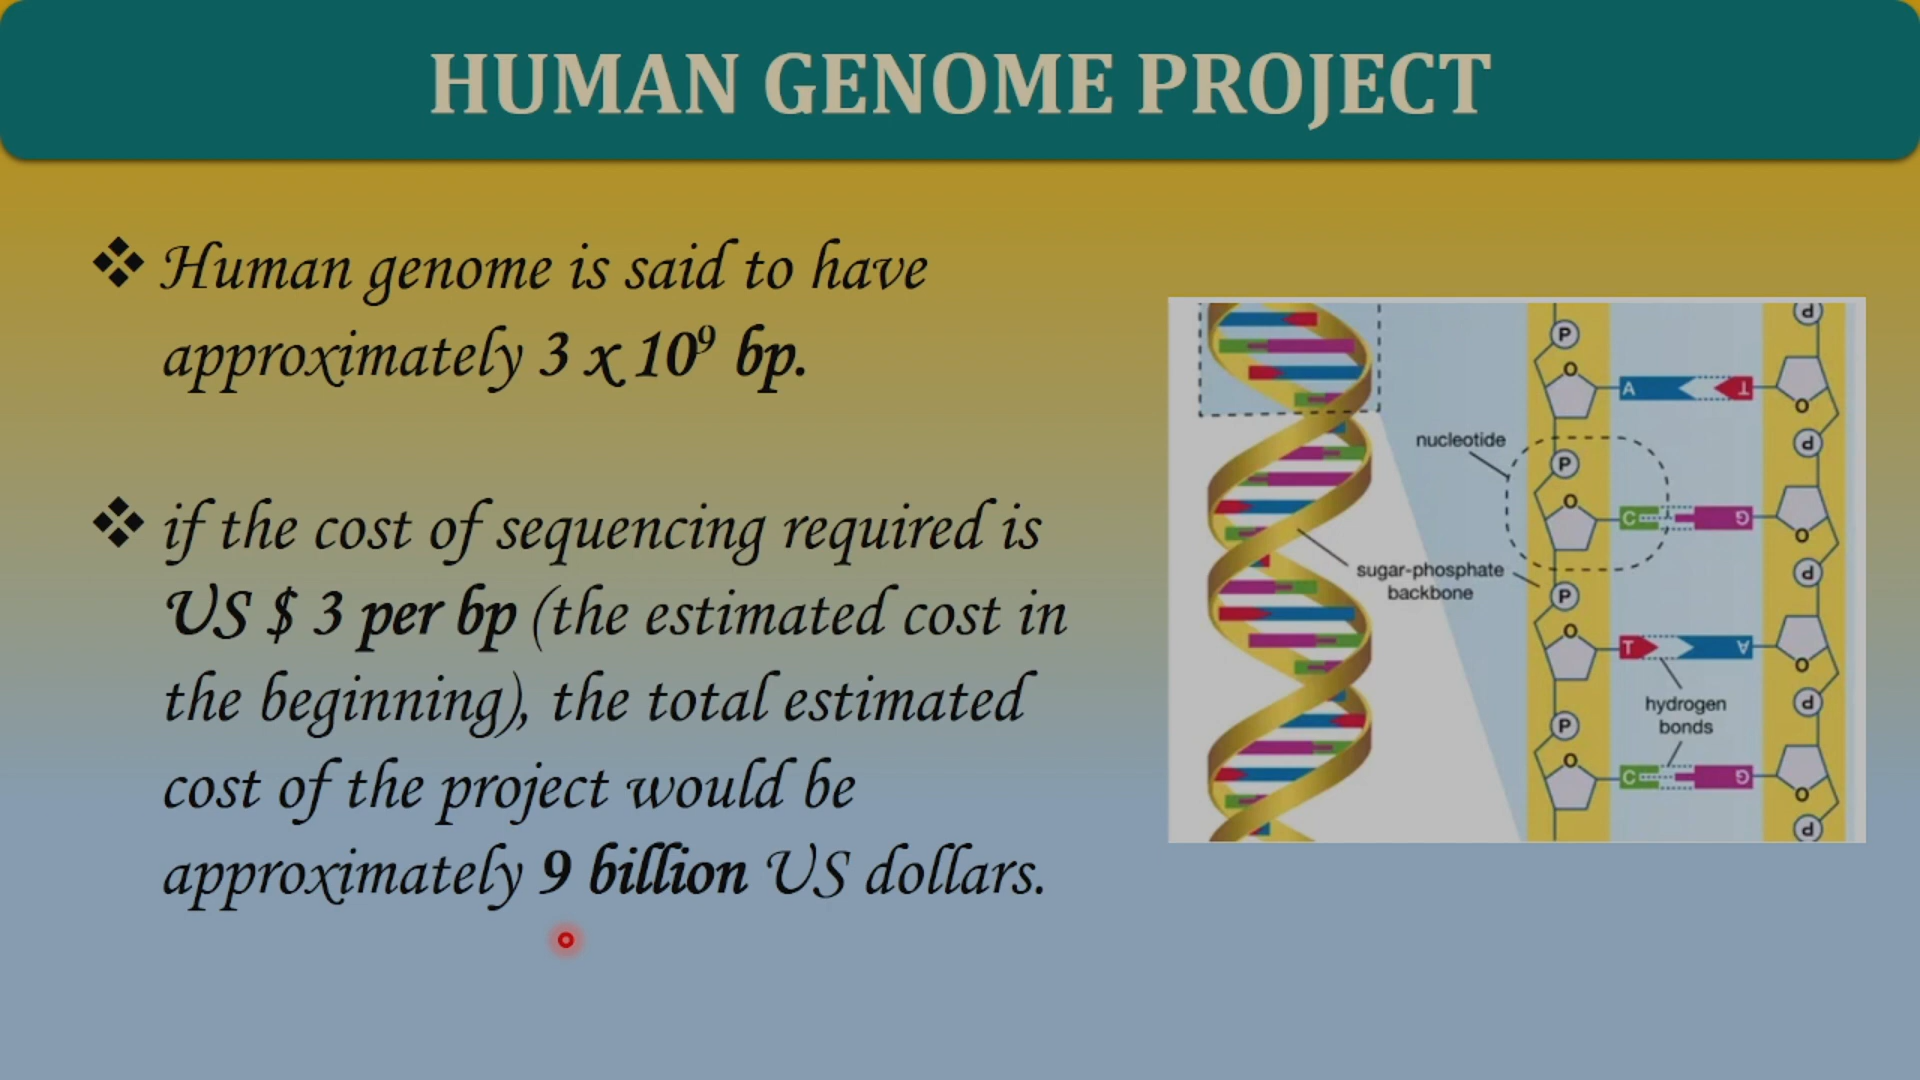 HUMAN GENOME PROJECT
❖ Human genome is said to have
approximately 3 x 10⁹ bp.
❖ if the cost of sequencing required is
US $ 3 per bp (the estimated cost in
the beginning), the total estimated
cost of the project would be
approximately 9 billion US dollars.
P
O
A
T
O
P
nucleotide
P
O
C
G
O
P
sugar-phosphate
backbone
P
P
O
T
A
O
P
hydrogen
bonds
P
O
C
G
O
P
P